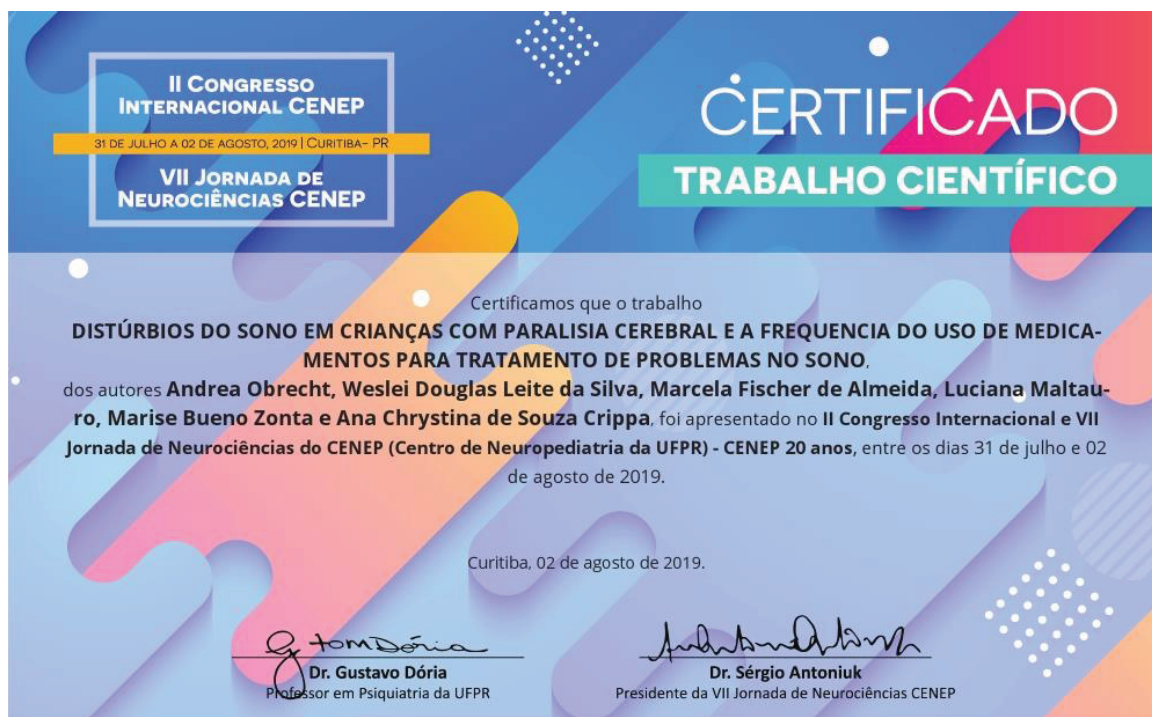 II CONGRESSO
INTERNACIONAL CENEP
31 DE JULHO A 02 DE AGOSTO, 2019 | CURITIBA- PR
VII JORNADA DE
NEUROCIÊNCIAS CENEP
CERTIFICADO
TRABALHO CIENTÍFICO
Certificamos que o trabalho
DISTÚRBIOS DO SONO EM CRIANÇAS COM PARALISIA CEREBRAL E A FREQUENCIA DO USO DE MEDICA-
MENTOS PARA TRATAMENTO DE PROBLEMAS NO SONO,
dos autores Andrea Obrecht, Weslei Douglas Leite da Silva, Marcela Fischer de Almeida, Luciana Maltau-
ro, Marise Bueno Zonta e Ana Chrystina de Souza Crippa, foi apresentado no II Congresso Internacional e VII
Jornada de Neurociências do CENEP (Centro de Neuropediatria da UFPR) - CENEP 20 anos, entre os dias 31 de julho e 02
de agosto de 2019.
Curitiba, 02 de agosto de 2019.
Dr. Gustavo Dória
Professor em Psiquiatria da UFPR
Dr. Sérgio Antoniuk
Presidente da VII Jornada de Neurociências CENEP